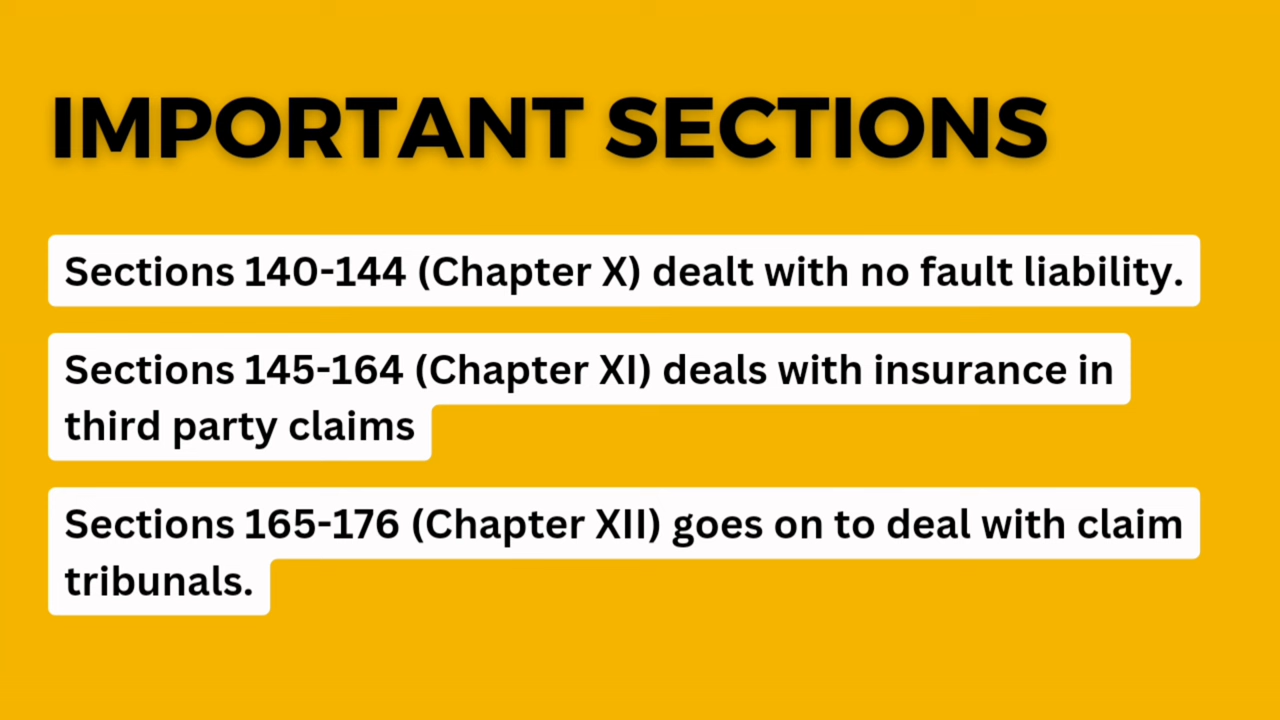 IMPORTANT SECTIONS
Sections 140-144 (Chapter X) dealt with no fault liability.
Sections 145-164 (Chapter XI) deals with insurance in
third party claims
Sections 165-176 (Chapter XII) goes on to deal with claim
tribunals.